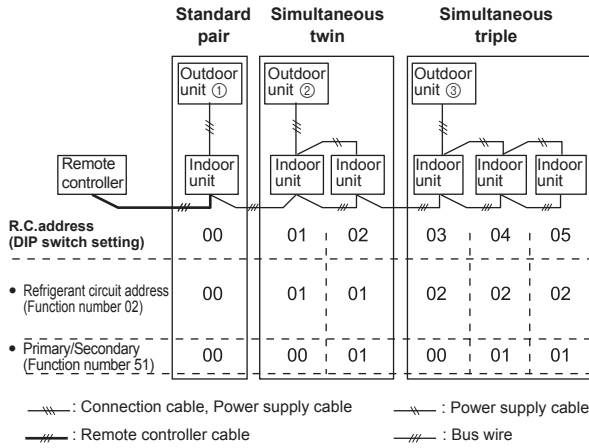 Standard pair
Simultaneous twin
Simultaneous triple
Outdoor unit ①
Outdoor unit ②
Outdoor unit ③
Remote controller
Indoor unit
Indoor unit
Indoor unit
Indoor unit
Indoor unit
Indoor unit
R.C.address
(DIP switch setting)
00 01 02 03 04 05
• Refrigerant circuit address
(Function number 02)
00 01 01 02 02 02
• Primary/Secondary
(Function number 51)
00 00 01 00 01 01
: Connection cable, Power supply cable
: Power supply cable
: Remote controller cable
: Bus wire